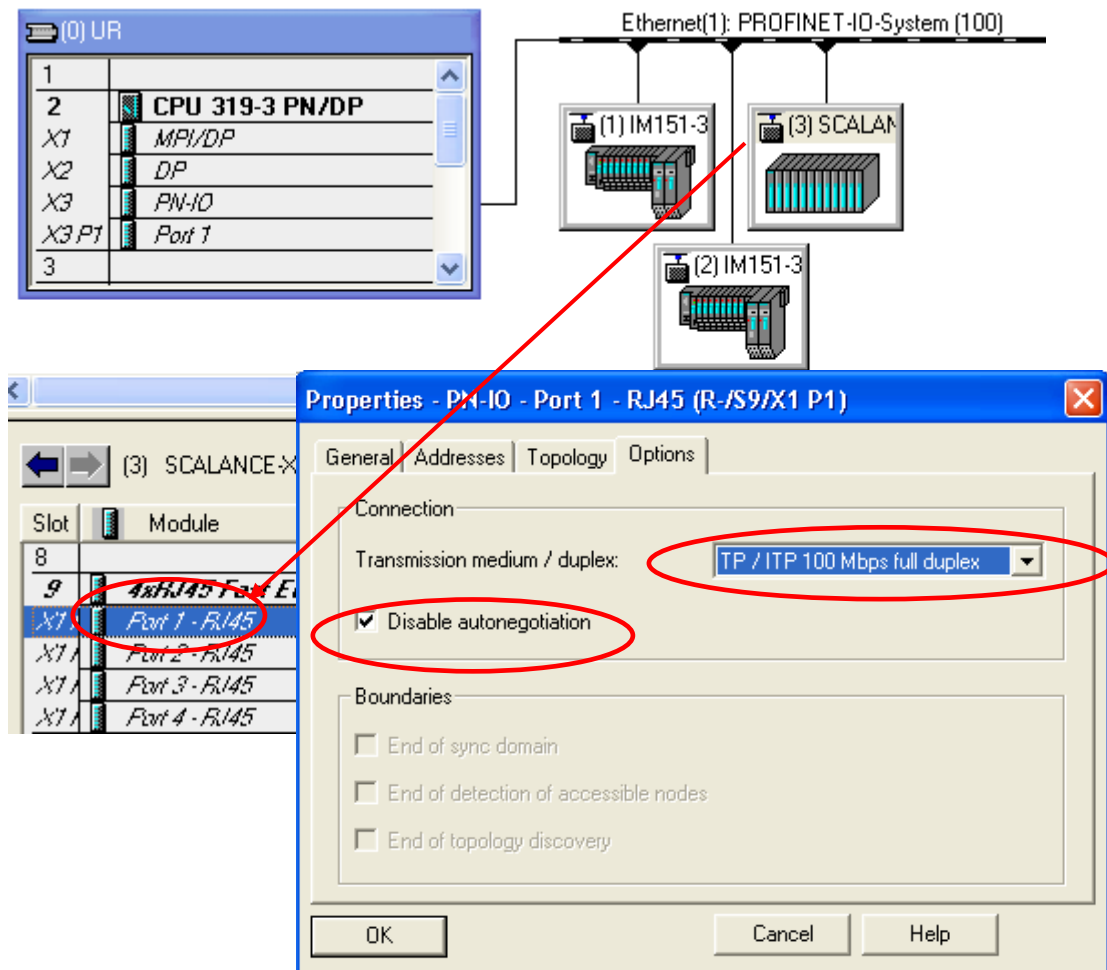 (0) UR
1
2 CPU 319-3 PN/DP
X1 MPI/DP
X2 DP
X3 PN-IO
X3 P1 Port 1
3
Ethernet(1): PROFINET-IO-System (100)
(1) IM151-3
(3) SCALAN
(2) IM151-3
(3) SCALANCE-X
Slot Module
8
9 4xRJ45 Fast E
X1 Port 1 - RJ45
X1 Port 2 - RJ45
X1 Port 3 - RJ45
X1 Port 4 - RJ45
Properties - PN-IO - Port 1 - RJ45 (R-/S9/X1 P1)
General Addresses Topology Options
Connection
Transmission medium / duplex: TP / ITP 100 Mbps full duplex
Disable autonegotiation
Boundaries
End of sync domain
End of detection of accessible nodes
End of topology discovery
OK Cancel Help